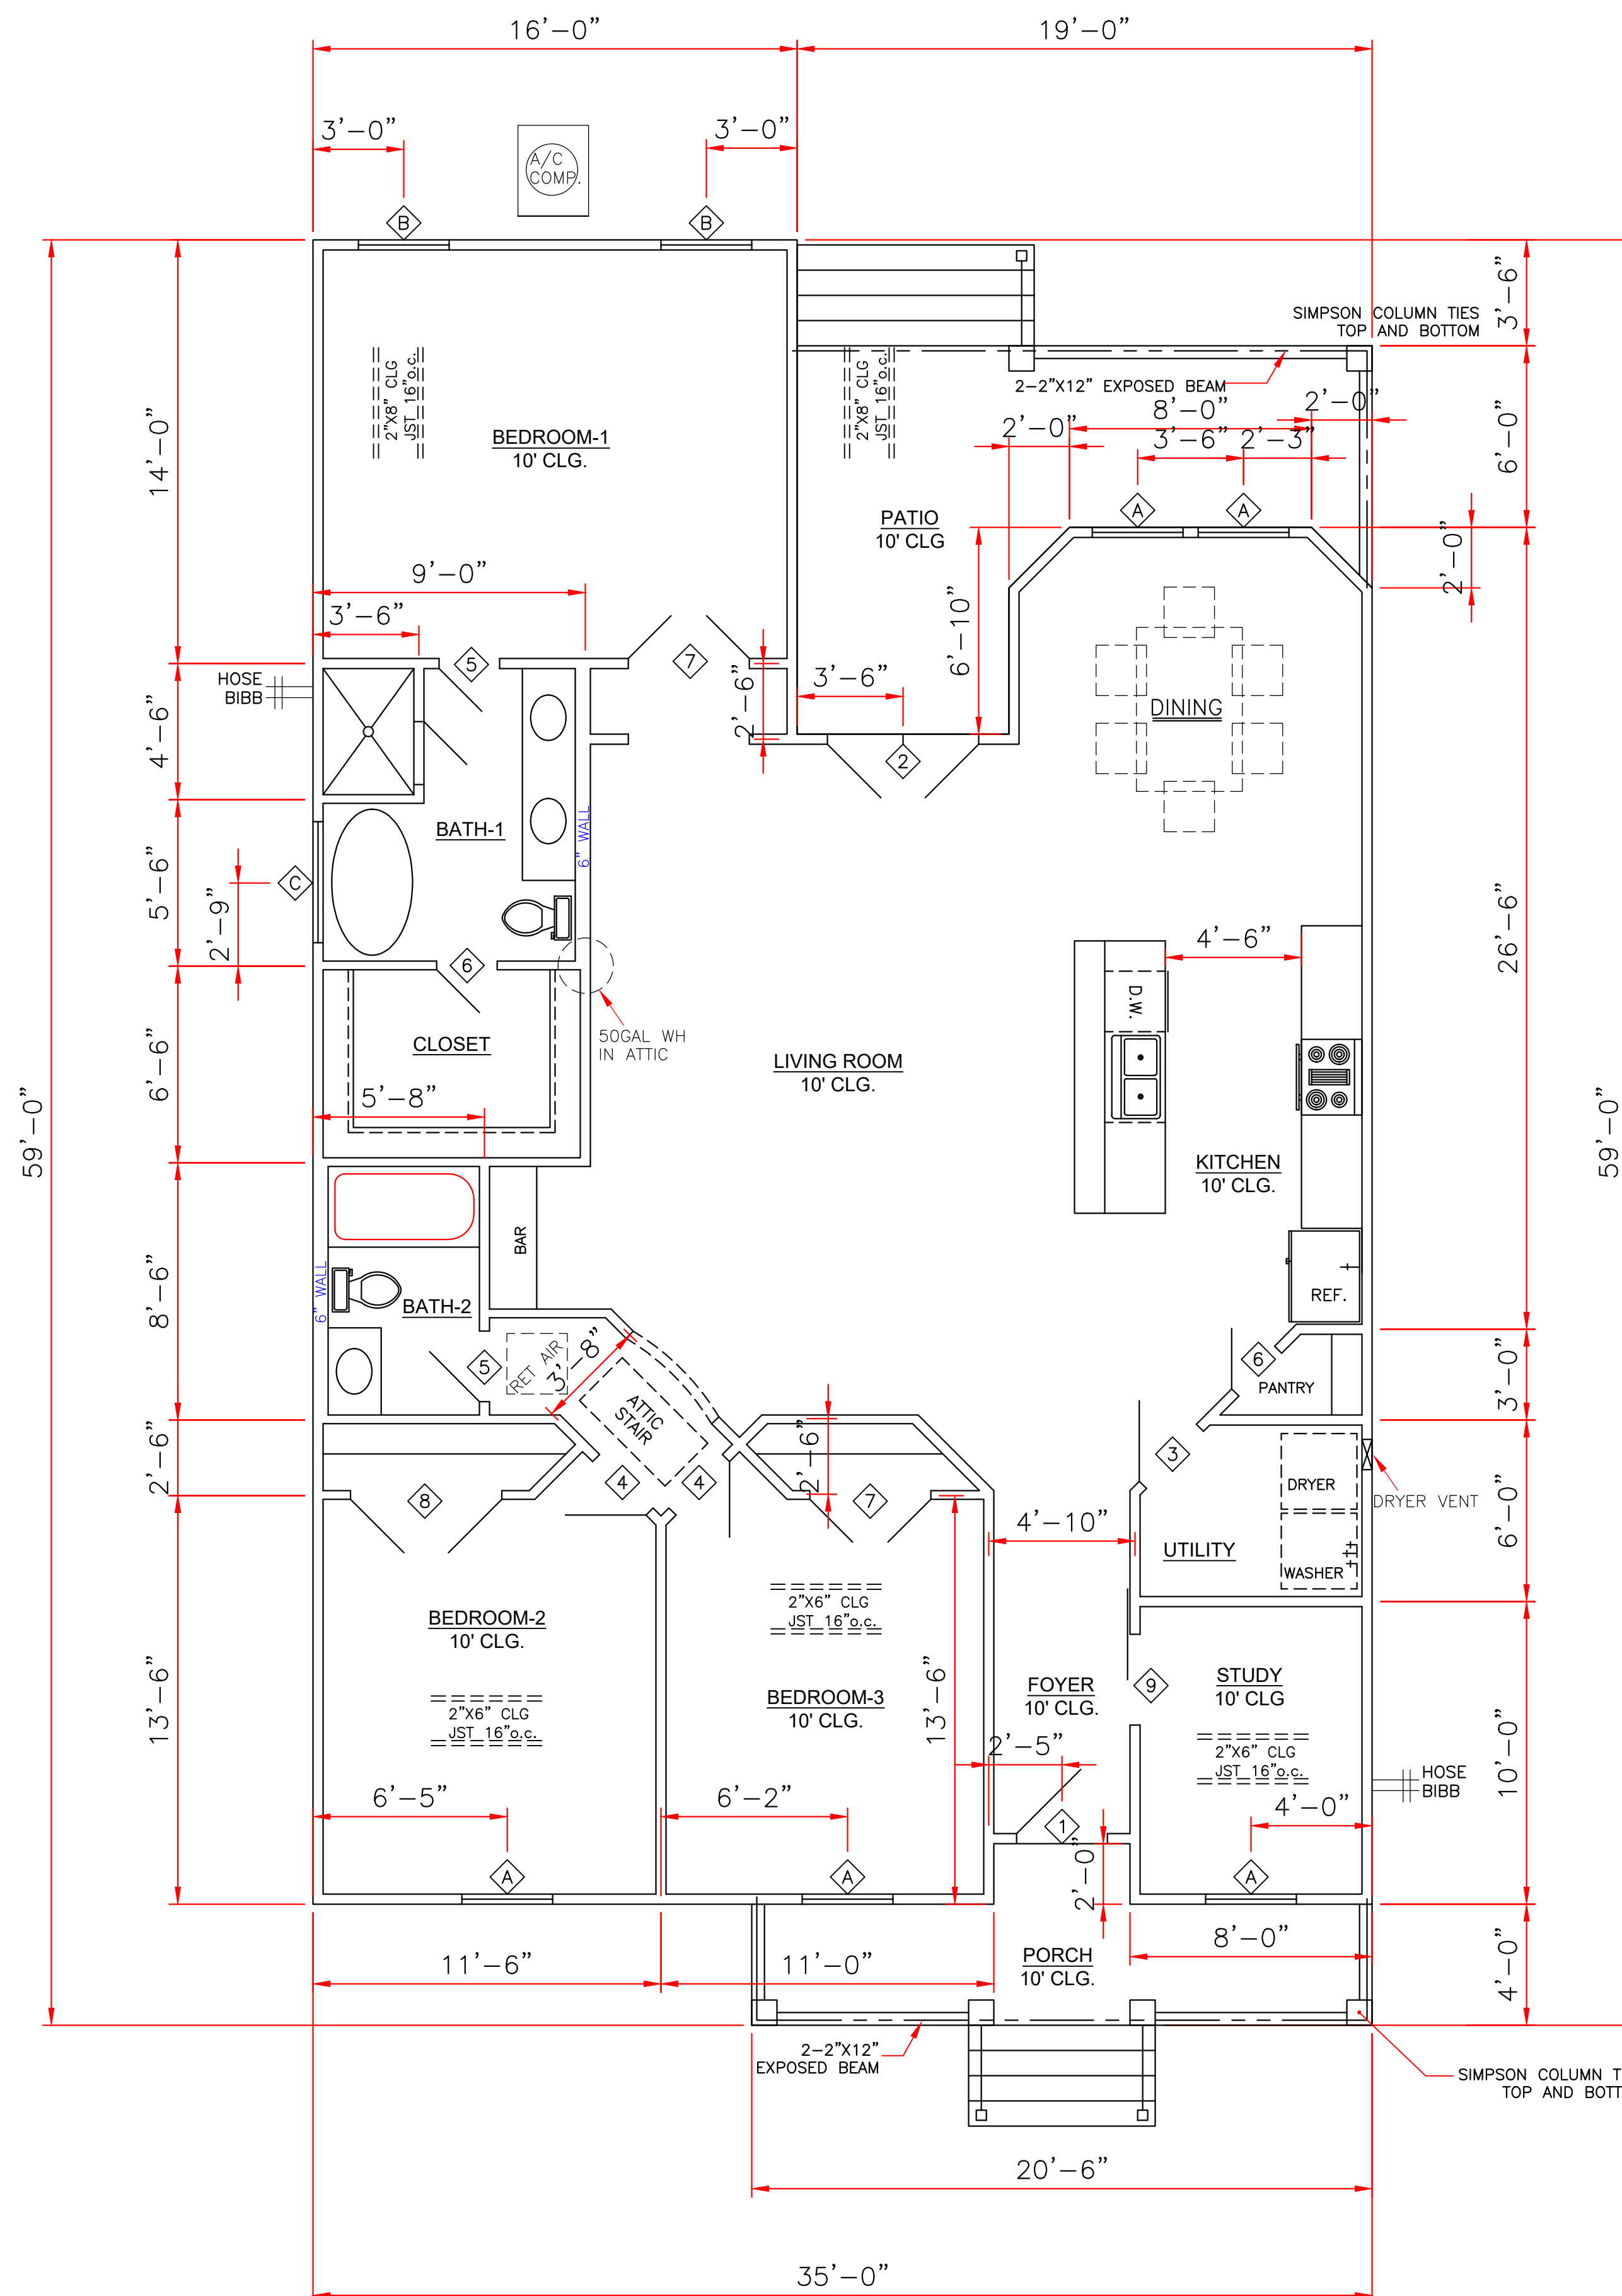 16'-0"
19'-0"
3'-0"
3'-0"
A/C
COMP.
B
B
3'-6"
SIMPSON COLUMN TIES
TOP AND BOTTOM
2-2"X12" EXPOSED BEAM
2"X8" CLG
JST 16"o.c.
2"X8" CLG
JST 16"o.c.
14'-0"
BEDROOM-1
10' CLG.
2'-0"
8'-0"
2'-0"
3'-6"
2'-3"
6'-0"
A
A
PATIO
10' CLG
2'-0"
9'-0"
3'-6"
6'-10"
5
7
2'-6"
3'-6"
HOSE
BIBB
DINING
2
4'-6"
BATH-1
6" WALL
C
5'-6"
2'-9"
26'-6"
4'-6"
6
D.W.
50GAL WH
IN ATTIC
CLOSET
LIVING ROOM
10' CLG.
6'-6"
5'-8"
59'-0"
59'-0"
KITCHEN
10' CLG.
BAR
REF.
6" WALL
8'-6"
BATH-2
5
RET AIR
3'-8"
ATTIC
STAIR
6
PANTRY
3'-0"
2'-6"
2'-6"
8
4
4
7
3
DRYER
DRYER VENT
4'-10"
6'-0"
UTILITY
WASHER
BEDROOM-2
10' CLG.
2"X6" CLG
JST 16"o.c.
13'-6"
2"X6" CLG
JST 16"o.c.
BEDROOM-3
10' CLG.
13'-6"
FOYER
10' CLG.
9
STUDY
10' CLG
2"X6" CLG
JST 16"o.c.
2'-5"
10'-0"
HOSE
BIBB
6'-5"
6'-2"
4'-0"
1
2'-0"
A
A
A
11'-6"
11'-0"
PORCH
10' CLG.
8'-0"
4'-0"
2-2"X12"
EXPOSED BEAM
SIMPSON COLUMN T
TOP AND BOTT
20'-6"
35'-0"